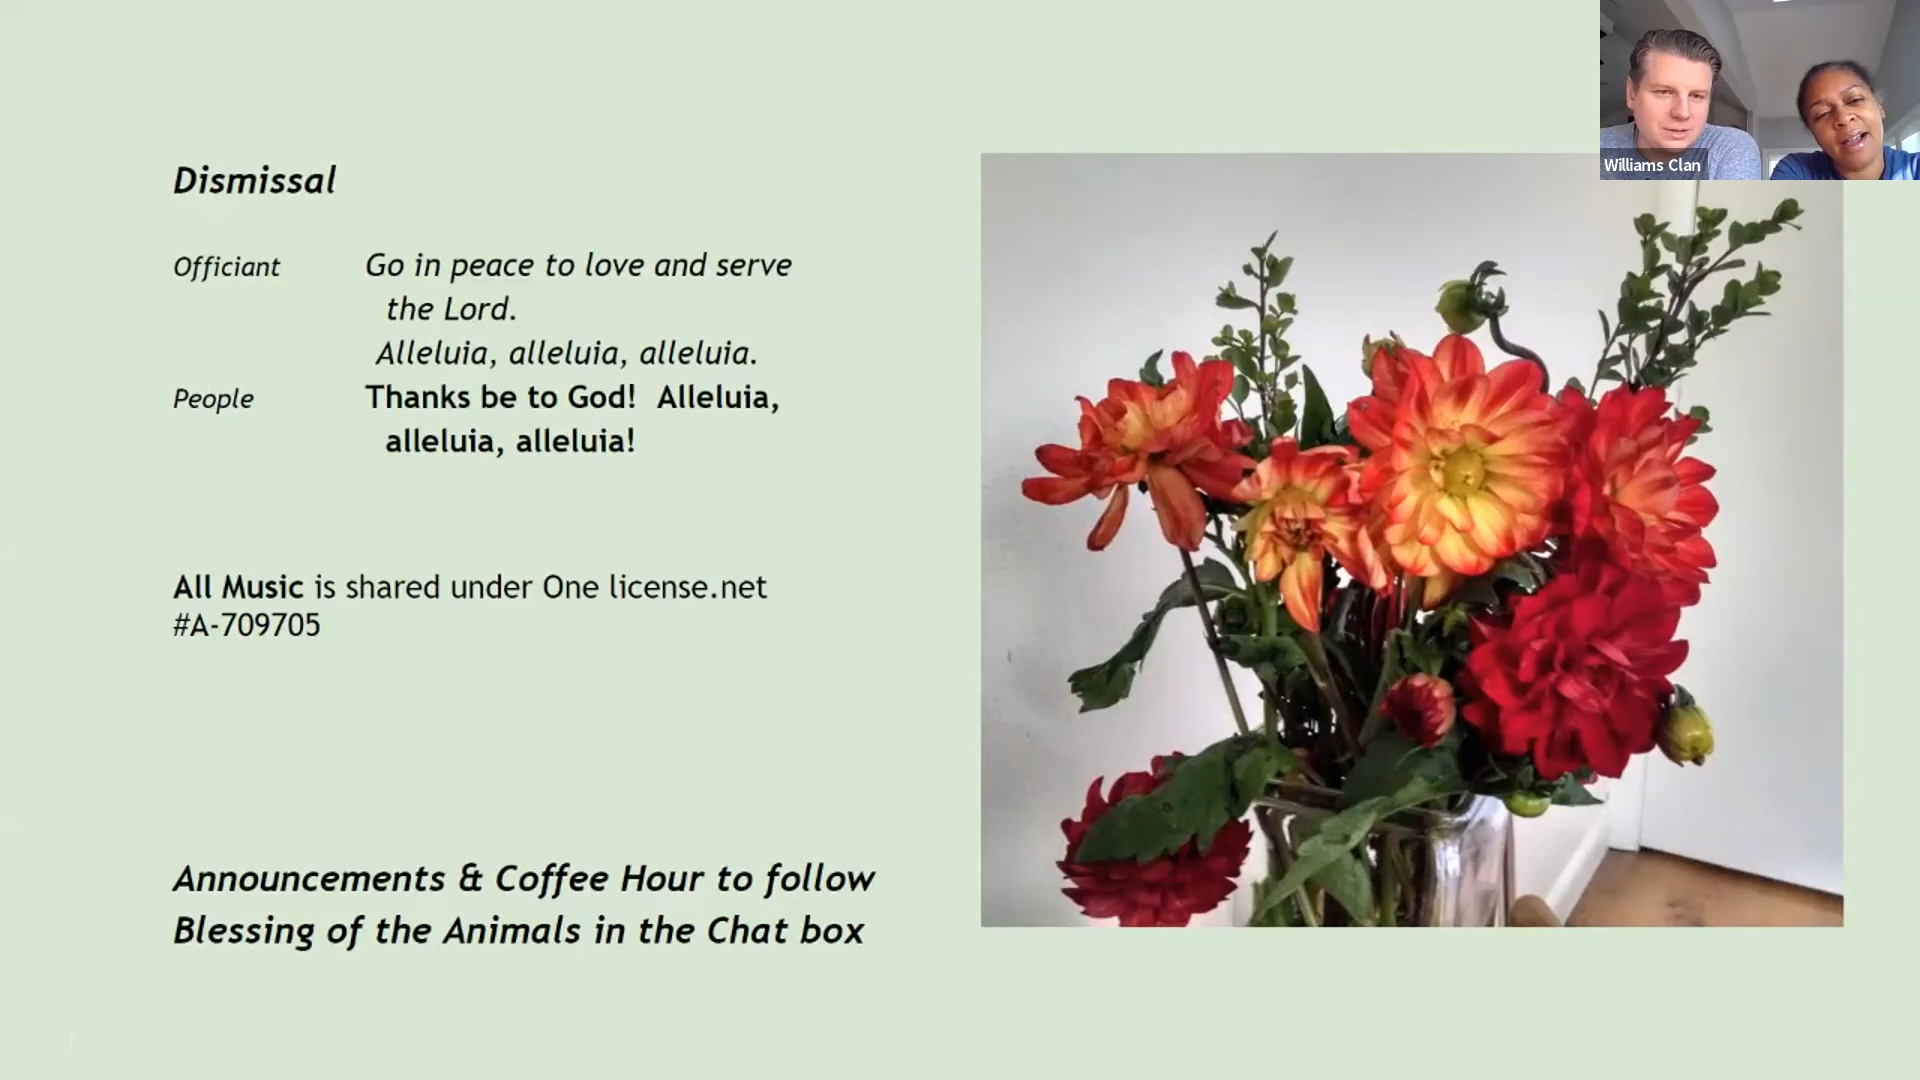 Williams Clan
Dismissal
Officiant Go in peace to love and serve
the Lord.
Alleluia, alleluia, alleluia.
People Thanks be to God! Alleluia,
alleluia, alleluia!
All Music is shared under One license.net
#A-709705
Announcements & Coffee Hour to follow
Blessing of the Animals in the Chat box